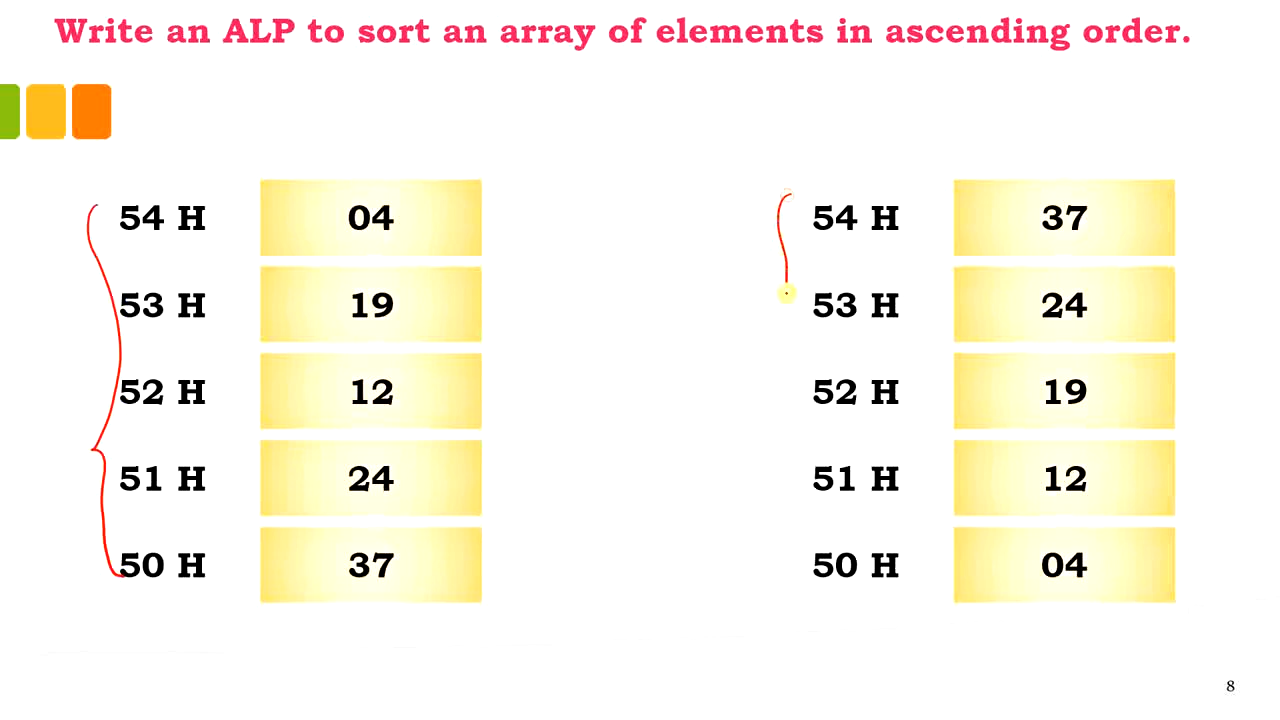 Write an ALP to sort an array of elements in ascending order.
54 H 04 54 H 37
53 H 19 53 H 24
52 H 12 52 H 19
51 H 24 51 H 12
50 H 37 50 H 04
8